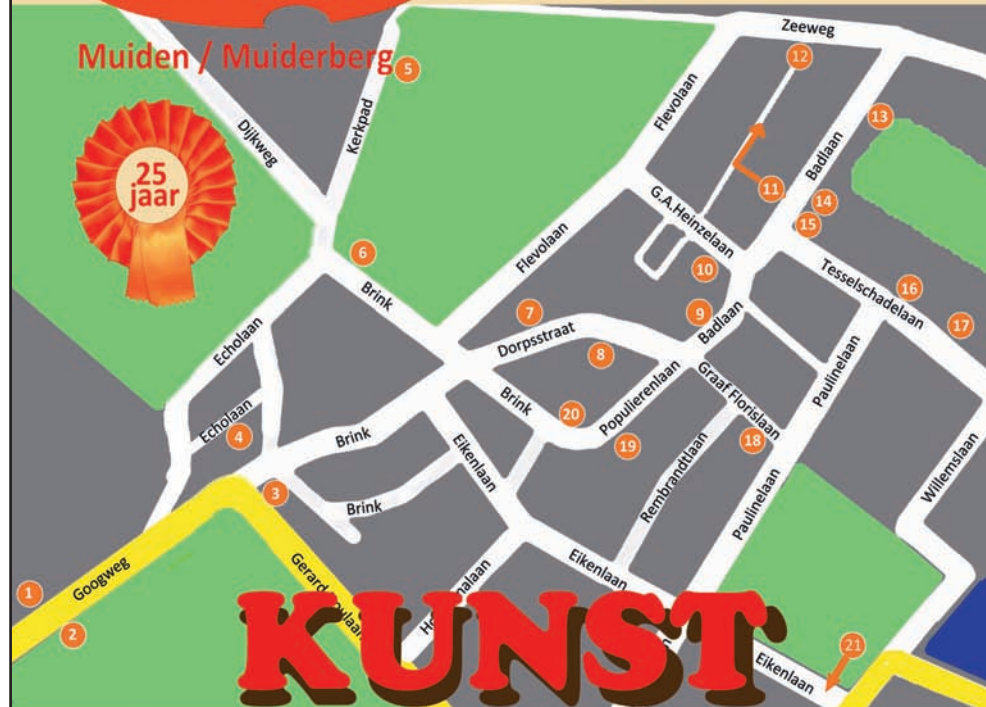 Zeeweg
Muiden / Muiderberg
12
5
Flevolaan
Kerkpad
Dijkweg
13
Badlaan
25
jaar
11
14
15
G.A.Heinzelaan
6
Flevolaan
10
Tesselschadelaan
16
Brink
7
9
Badlaan
17
Dorpsstraat
8
Echolaan
Paulinelaan
Graaf Florislaan
Brink
20
Populierenlaan
Echolaan
4
Brink
19
18
Eikenlaan
Rembrandtlaan
Willemslaan
3
Brink
Paulinelaan
Googweg
Eikenlaan
1
2
Gerard
KUNST
21
Eikenlaan